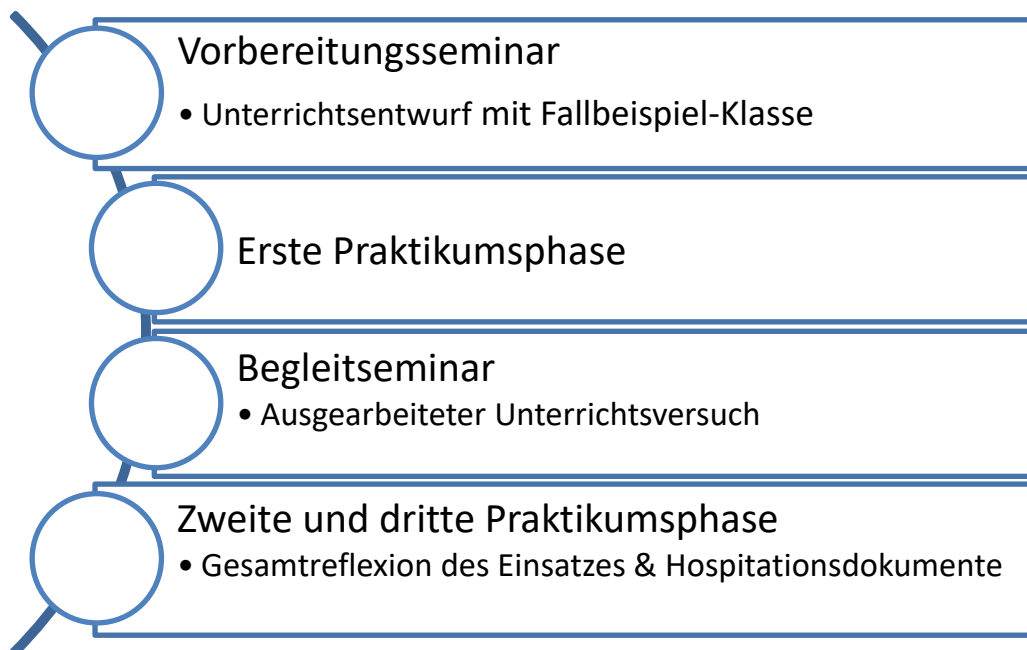 Vorbereitungsseminar
• Unterrichtsentwurf mit Fallbeispiel-Klasse
Erste Praktikumsphase
Begleitseminar
• Ausgearbeiteter Unterrichtsversuch
Zweite und dritte Praktikumsphase
• Gesamtreflexion des Einsatzes & Hospitationsdokumente